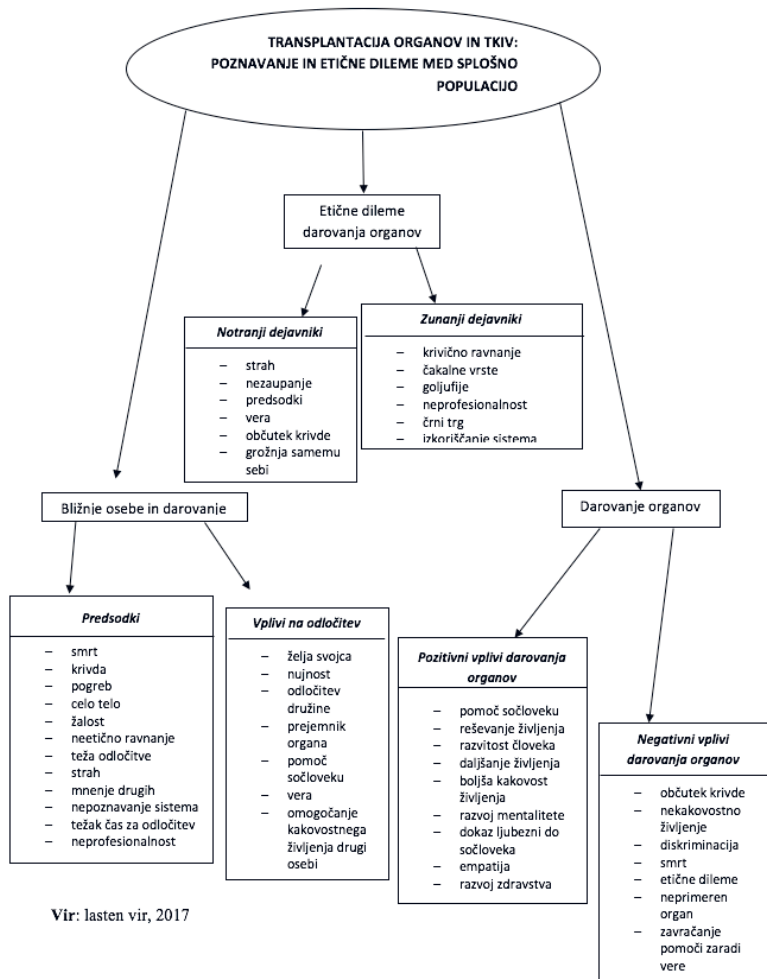 TRANSPLANTACIJA ORGANOV IN TKIV:
POZNAVANJE IN ETIČNE DILEME MED SPLOŠNO
POPULACIJO
Etične dileme
darovanja organov
Notranji dejavniki
– strah
– nezaupanje
– predsodki
– vera
– občutek krivde
– grožnja samemu
sebi
Zunanji dejavniki
– krivično ravnanje
– čakalne vrste
– goljufije
– neprofesionalnost
– črni trg
– izkoriščanje sistema
Bližnje osebe in darovanje
Darovanje organov
Predsodki
– smrt
– krivda
– pogreb
– celo telo
– žalost
– neetično ravnanje
– teža odločitve
– strah
– mnenje drugih
– nepoznavanje sistema
– težak čas za odločitev
– neprofesionalnost
Vplivi na odločitev
– želja svojca
– nujnost
– odločitev
družine
– prejemnik
organa
– pomoč
sočloveku
– vera
– omogočanje
kakovostnega
življenja drugi
osebi
Pozitivni vplivi darovanja
organov
– pomoč sočloveku
– reševanje življenja
– razvitost človeka
– daljšanje življenja
– boljša kakovost
življenja
– razvoj mentalitete
– dokaz ljubezni do
sočloveka
– empatija
– razvoj zdravstva
Negativni vplivi
darovanja organov
– občutek krivde
– nekakovostno
življenje
– diskriminacija
– smrt
– etične dileme
– neprimeren
organ
– zavračanje
pomoči zaradi
vere
Vir: lasten vir, 2017